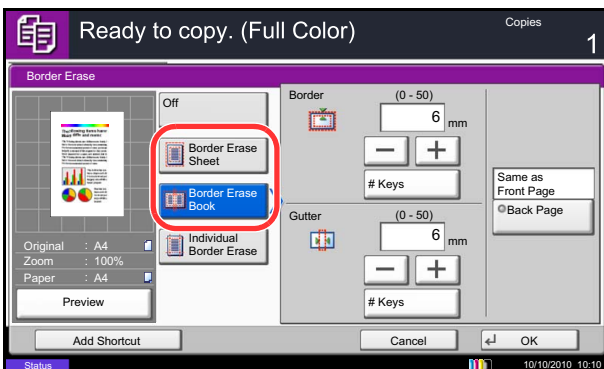 Ready to copy. (Full Color)
Copies
1
Border Erase
Off
Border Erase
Sheet
Border Erase
Book
Individual
Border Erase
Original : A4
Zoom : 100%
Paper : A4
Preview
Border
(0 - 50)
6 mm
# Keys
Gutter
(0 - 50)
6 mm
# Keys
Same as
Front Page
Back Page
Add Shortcut
Cancel
OK
Status
10/10/2010 10:10